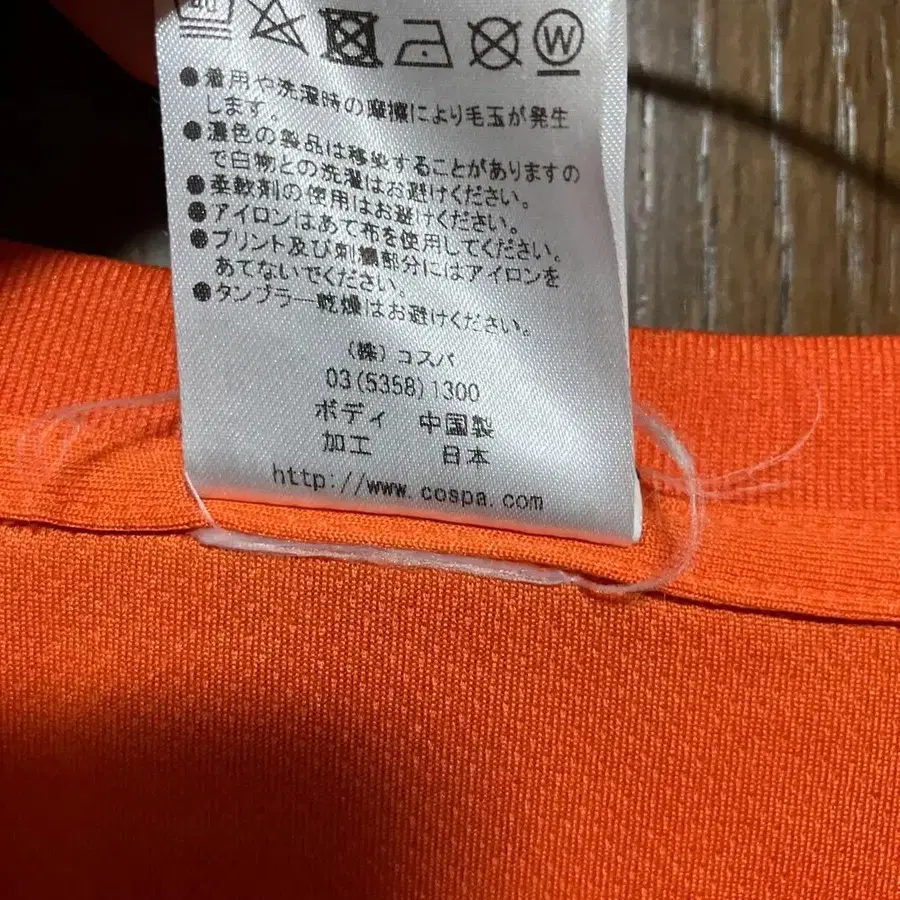 W
●着用や洗濯時の摩擦により毛玉が発生
します。
●濃色の製品は移染することがありますの
で白物との洗濯はお避けください。
●柔軟剤の使用はお避けください。
●アイロンはあて布を使用してください。
●プリント及び刺繍部分にはアイロンを
あてないでください。
●タンブラー乾燥はお避けください。
(株) コスパ
03(5358)1300
ボディ 中国製
加工 日本
http://www.cospa.com